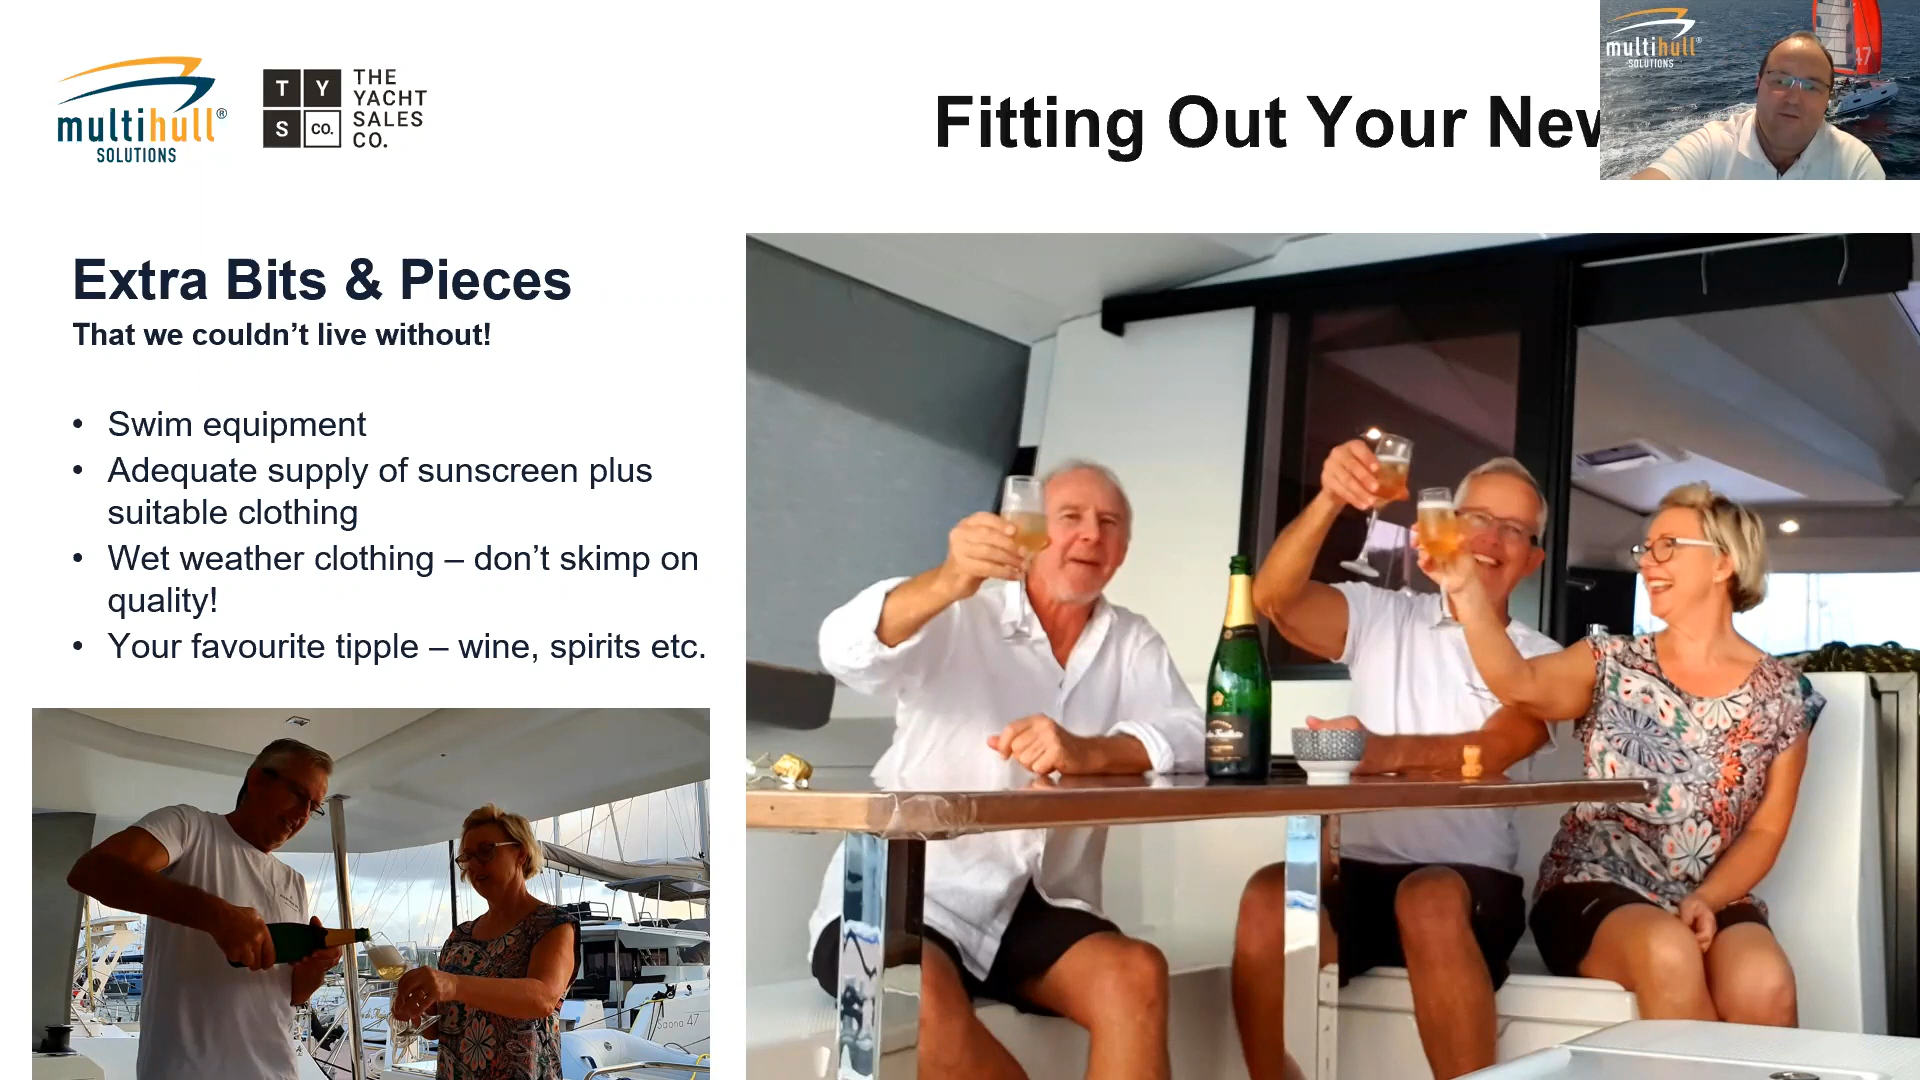 multihull®
SOLUTIONS
T Y
S CO.
THE
YACHT
SALES
CO.
Fitting Out Your New
multihull®
SOLUTIONS
47
Extra Bits & Pieces
That we couldn’t live without!
• Swim equipment
• Adequate supply of sunscreen plus
suitable clothing
• Wet weather clothing – don’t skimp on
quality!
• Your favourite tipple – wine, spirits etc.
Saona 47